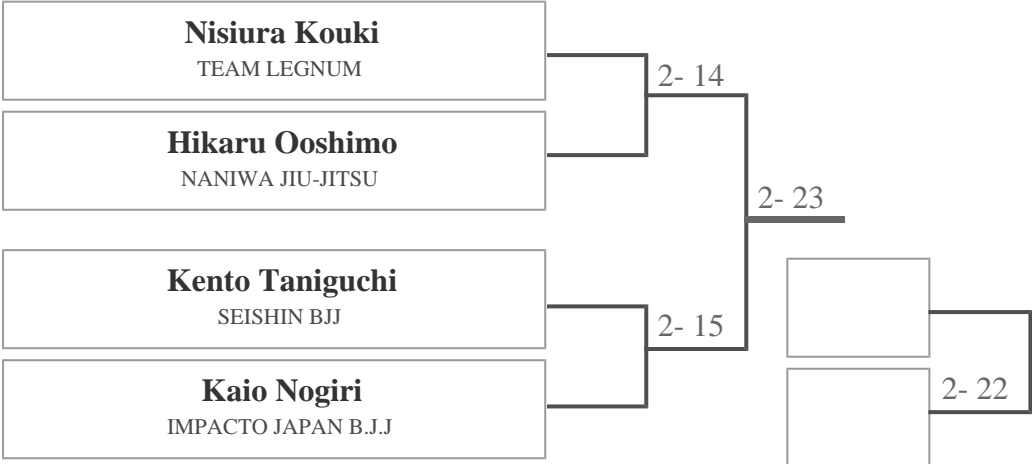 Nisiura Kouki
TEAM LEGNUM
2- 14
Hikaru Ooshimo
NANIWA JIU-JITSU
2- 23
Kento Taniguchi
SEISHIN BJJ
2- 15
Kaio Nogiri
IMPACTO JAPAN B.J.J
2- 22